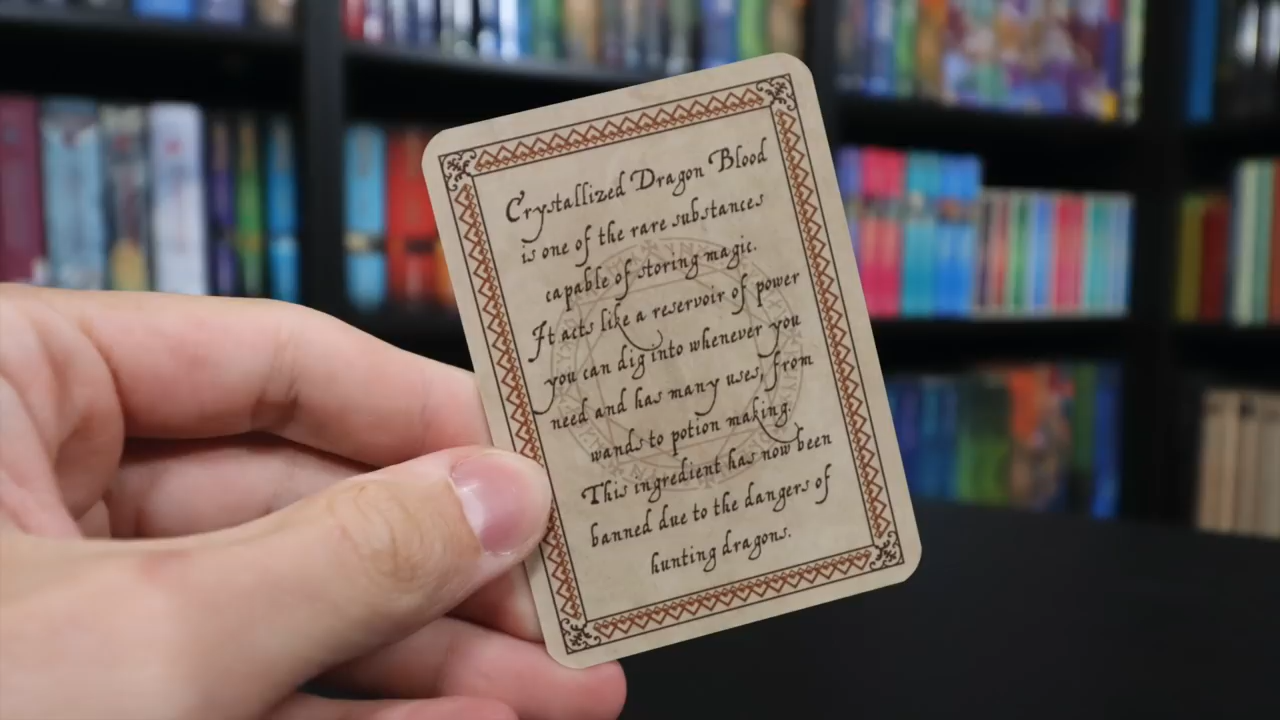 Crystallized Dragon Blood
is one of the rare substances
capable of storing magic.
It acts like a reservoir of power
you can dig into whenever you
need and has many uses, from
wands to potion making.
This ingredient has now been
banned due to the dangers of
hunting dragons.